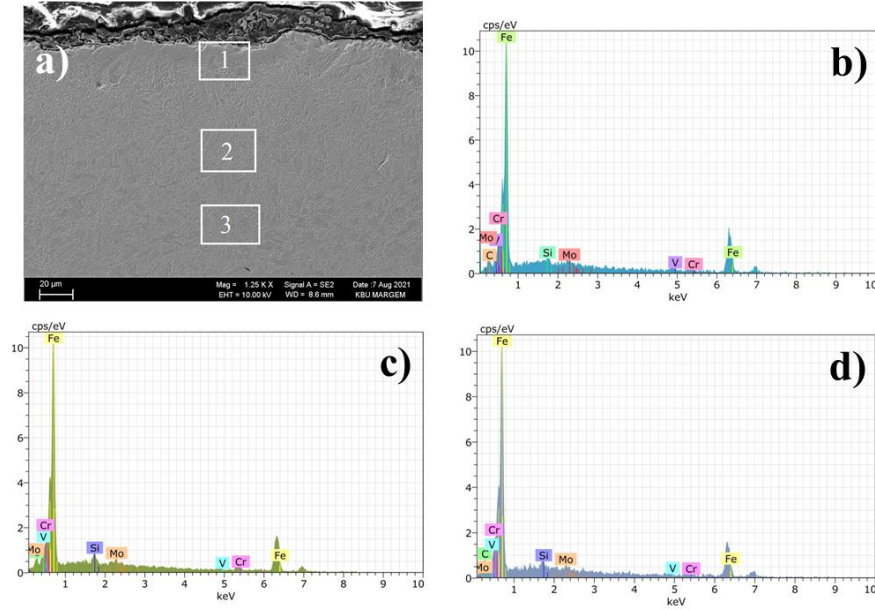 a)
1
2
3
20 µm
Mag = 1.25 K X
Signal A = SE2
Date :7 Aug 2021
EHT = 10.00 kV
WD = 8.6 mm
KBU MARGEM
b)
cps/eV
10
8
6
4
2
0
Fe
Cr
Mo
V
C
Si
Mo
V
Cr
Fe
1 2 3 4 5 6 7 8 9 10
keV
c)
cps/eV
10
8
6
4
2
0
Fe
Cr
V
Mo
Si
Mo
V
Cr
Fe
1 2 3 4 5 6 7 8 9 10
keV
d)
cps/eV
10
8
6
4
2
0
Fe
Cr
V
C
Mo
Si
Mo
V
Cr
Fe
1 2 3 4 5 6 7 8 9 10
keV